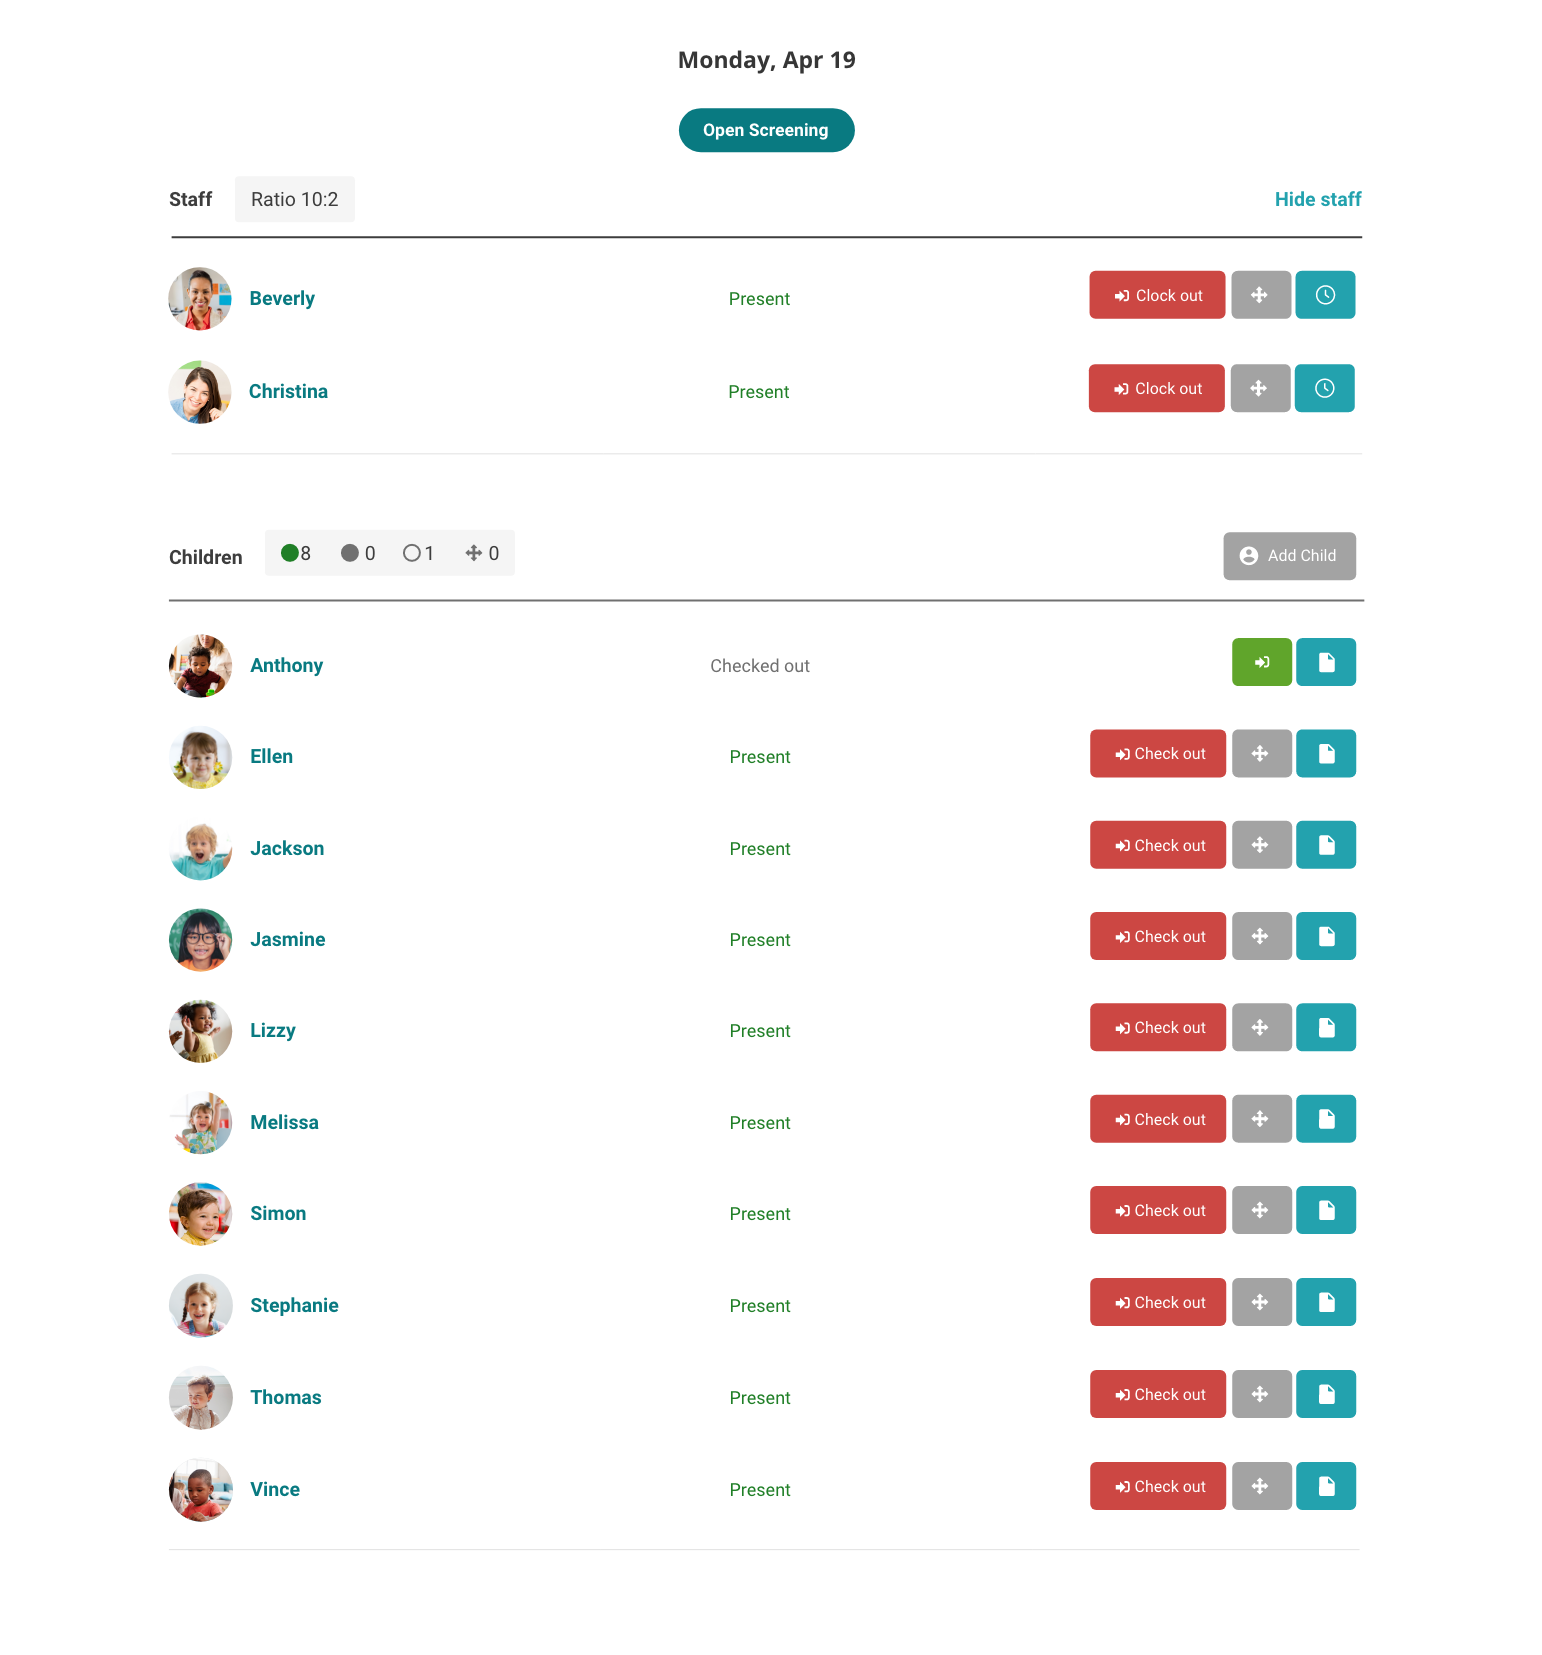 Monday, Apr 19
Open Screening
Staff Ratio 10:2 Hide staff
Beverly Present Clock out
Christina Present Clock out
Children 8 0 1 0 Add Child
Anthony Checked out
Ellen Present Check out
Jackson Present Check out
Jasmine Present Check out
Lizzy Present Check out
Melissa Present Check out
Simon Present Check out
Stephanie Present Check out
Thomas Present Check out
Vince Present Check out